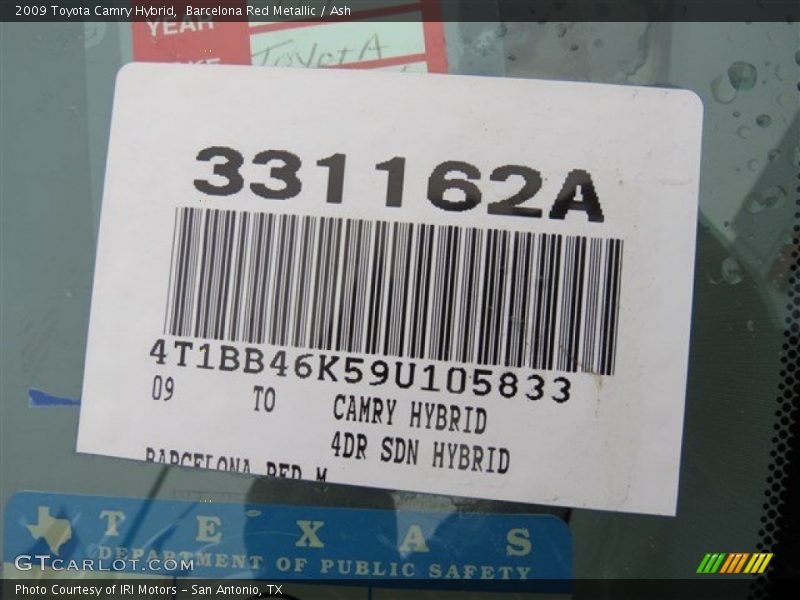 2009 Toyota Camry Hybrid, Barcelona Red Metallic / Ash
YEAR
Toyota
331162A
4T1BB46K59U105833
09 TO CAMRY HYBRID
4DR SDN HYBRID
BARCELONA RED M
TEXAS
DEPARTMENT OF PUBLIC SAFETY
GTcarlot.com
Photo Courtesy of IRI Motors – San Antonio, TX